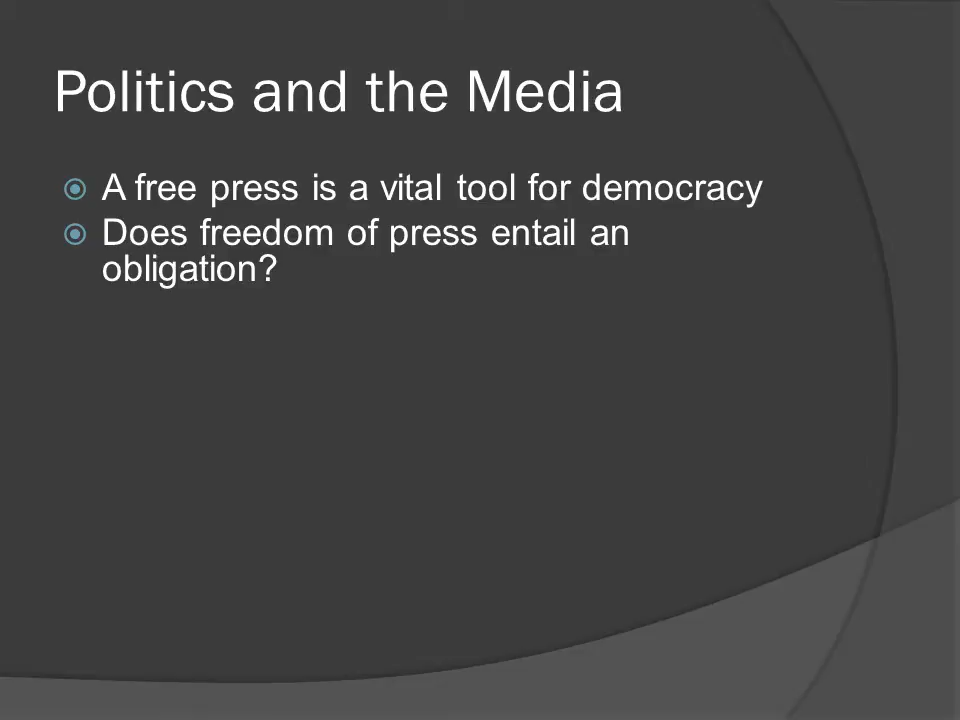 Politics and the Media
A free press is a vital tool for democracy
Does freedom of press entail an
obligation?